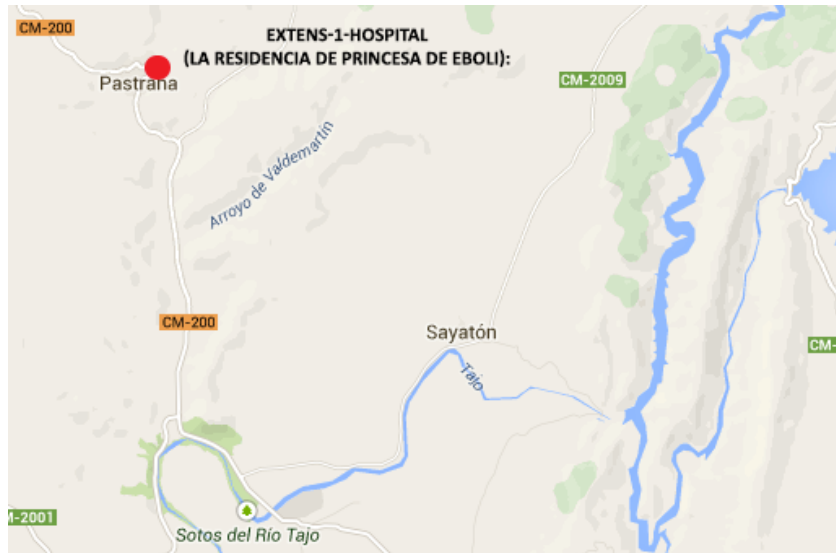 CM-200
EXTENS-1-HOSPITAL
(LA RESIDENCIA DE PRINCESA DE EBOLI):
Pastrana
CM-2009
Arroyo de Valdemartín
CM-200
Sayatón
CM-
Tajo
M-2001
Sotos del Río Tajo